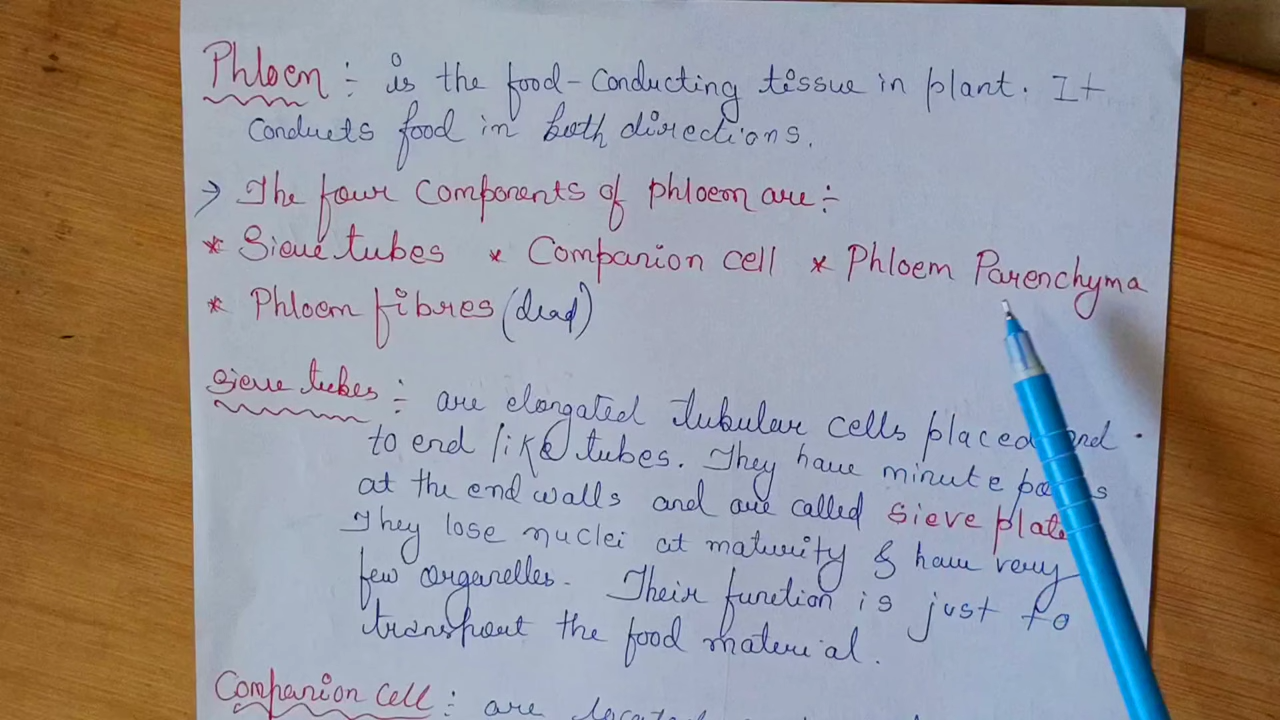 Phloem :- is the food-conducting tissue in plant. It
conducts food in both directions.
→ The four components of phloem are :-
* Sieve tubes * Companion cell * Phloem Parenchyma
* Phloem fibres (dead)
Sieve tubes :- are elongated tubular cells placed end
to end like tubes. They have minute
at the end walls and are called sieve plate
They lose nuclei at maturity & have very
few organelles. Their function is just to
transport the food material.
Companion cell :- are located